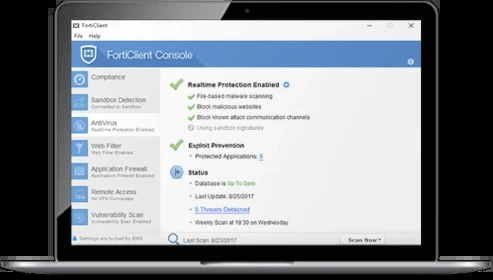 FortiClient
File Help
FortiClient Console
Compliance
Sandbox Detection
Connected to Sandbox
AntiVirus
Realtime Protection Enabled
Web Filter
Web Filter Enabled
Application Firewall
Application Firewall Enabled
Remote Access
No VPN Connected
Vulnerability Scan
Vulnerability Scan Enabled
Settings are locked by EMS
Realtime Protection Enabled
File-based malware scanning
Block malicious websites
Block known attack communication channels
Using sandbox signatures
Exploit Prevention
Protected Applications: 5
Status
Database is Up To Date
Last Update: 8/25/2017
5 Threats Detected
Weekly Scan at 19:30 on Wednesday
Last Scan: 8/23/2017
Scan Now